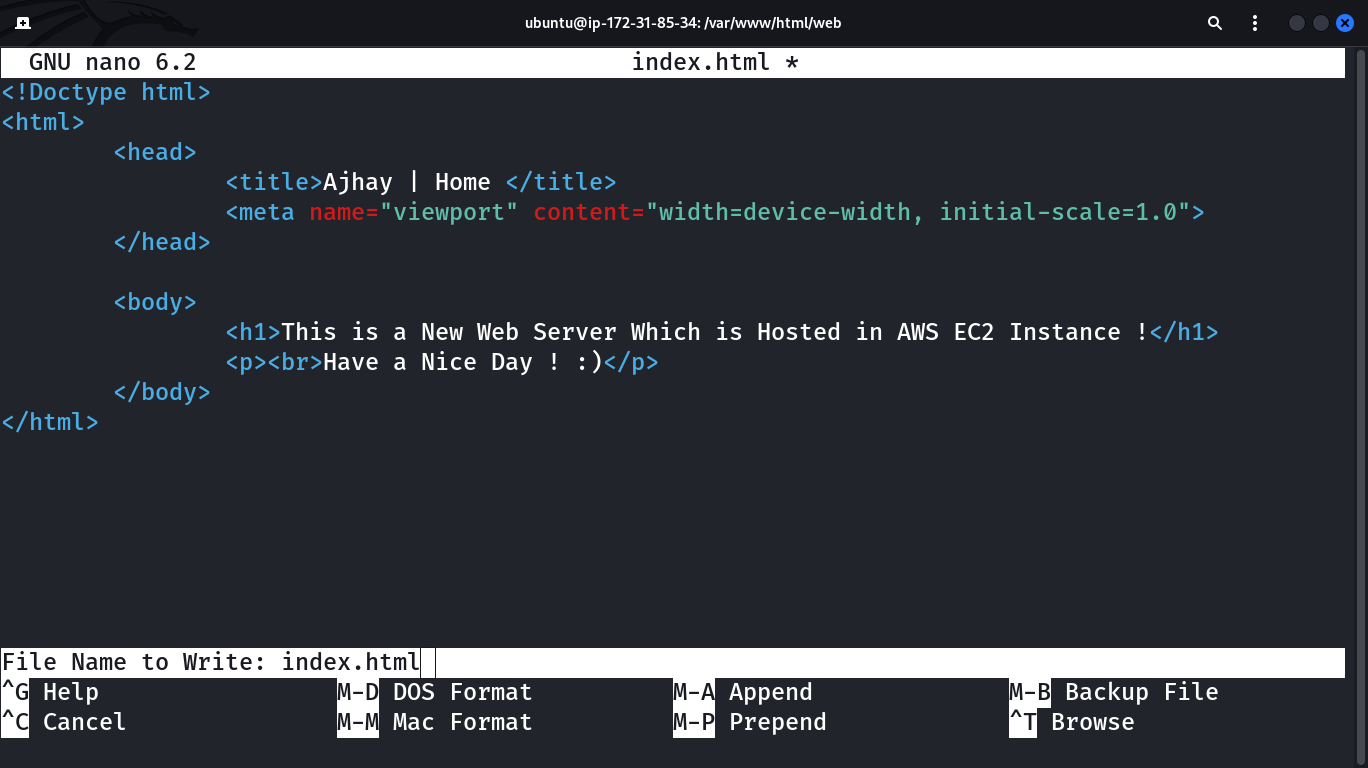 ubuntu@ip-172-31-85-34: /var/www/html/web
GNU nano 6.2 index.html *
<!Doctype html>
<html>
<head>
<title>Ajhay | Home </title>
<meta name="viewport" content="width=device-width, initial-scale=1.0">
</head>
<body>
<h1>This is a New Web Server Which is Hosted in AWS EC2 Instance !</h1>
<p><br>Have a Nice Day ! :)</p>
</body>
</html>
File Name to Write: index.html
^G Help M-D DOS Format M-A Append M-B Backup File
^C Cancel M-M Mac Format M-P Prepend ^T Browse